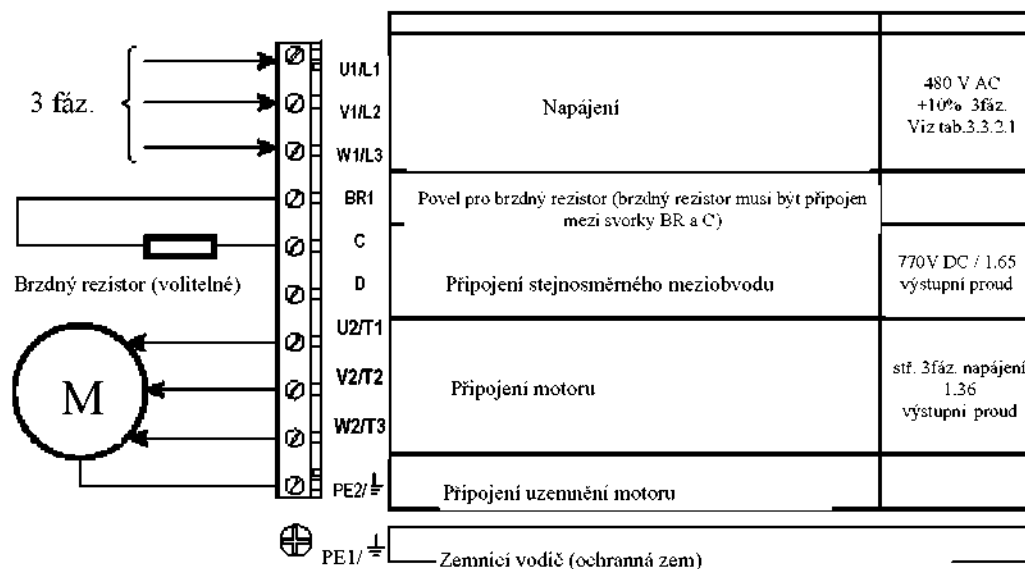 3 fáz.
U1/L1
V1/L2
W1/L3
Napájení
480 V AC
+10% 3fáz.
Viz tab.3.3.2.1
BR1
Povel pro brzdný rezistor (brzdný rezistor musí být připojen
mezi svorky BR a C)
C
Brzdný rezistor (volitelné)
D
Připojení stejnosměrného meziobvodu
770V DC / 1.65
výstupní proud
M
U2/T1
V2/T2
W2/T3
Připojení motoru
stř. 3fáz. napájení
1.36
výstupní proud
PE2/
Připojení uzemnění motoru
PE1/
Zemnící vodič (ochranná zem)